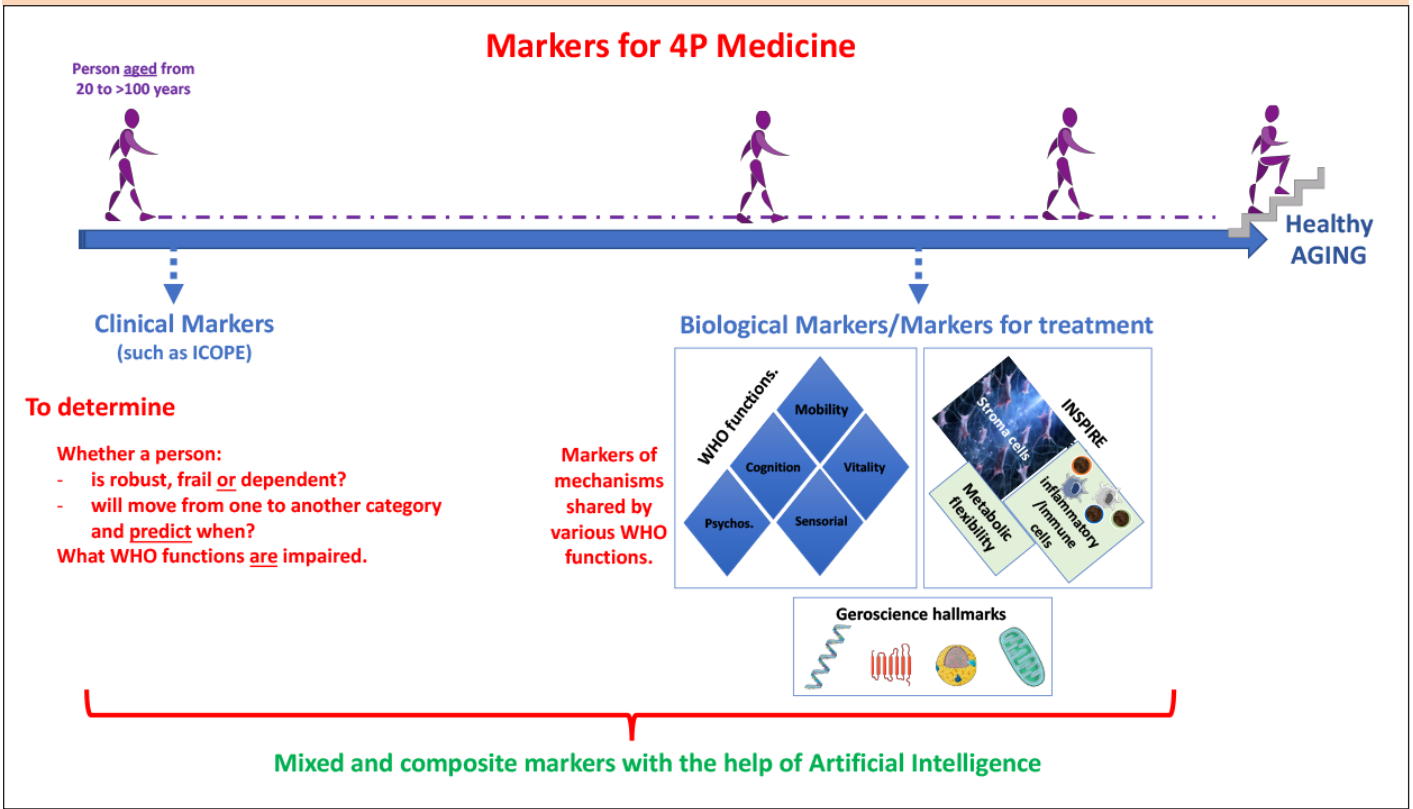 Markers for 4P Medicine
Person aged from
20 to >100 years
Healthy
AGING
Clinical Markers
(such as ICOPE)
To determine
Whether a person:
- is robust, frail or dependent?
- will move from one to another category
and predict when?
What WHO functions are impaired.
Biological Markers/Markers for treatment
Markers of
mechanisms
shared by
various WHO
functions.
WHO functions.
Mobility
Cognition
Vitality
Psychos.
Sensorial
INSPIRE
Stroma cells
Metabolic
flexibility
inflammatory
/immune
cells
Geroscience hallmarks
Mixed and composite markers with the help of Artificial Intelligence